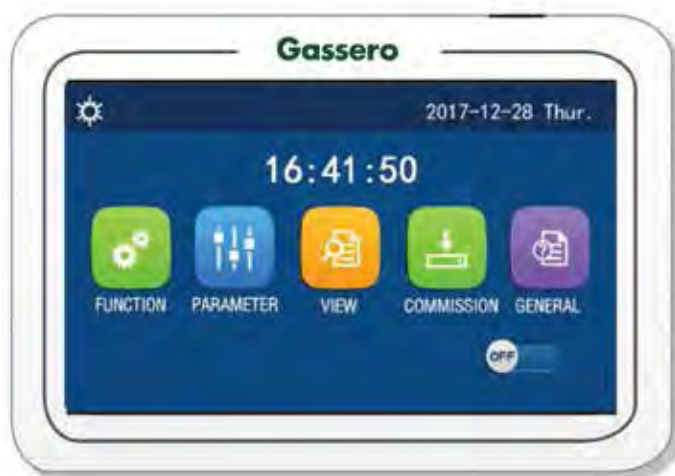 Gassero
2017-12-28 Thur.
16:41:50
FUNCTION PARAMETER VIEW COMMISSION GENERAL
OFF